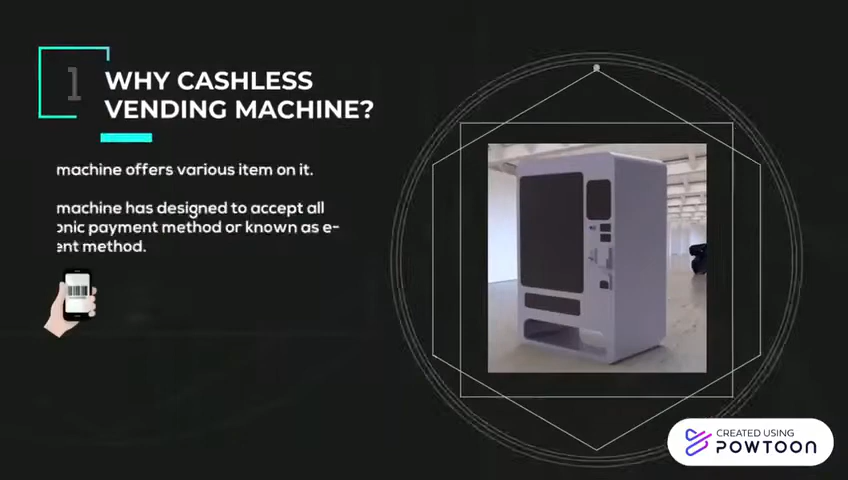 1
WHY CASHLESS
VENDING MACHINE?
machine offers various item on it.
machine has designed to accept all
onic payment method or known as e-
ent method.
CREATED USING
POWTOON